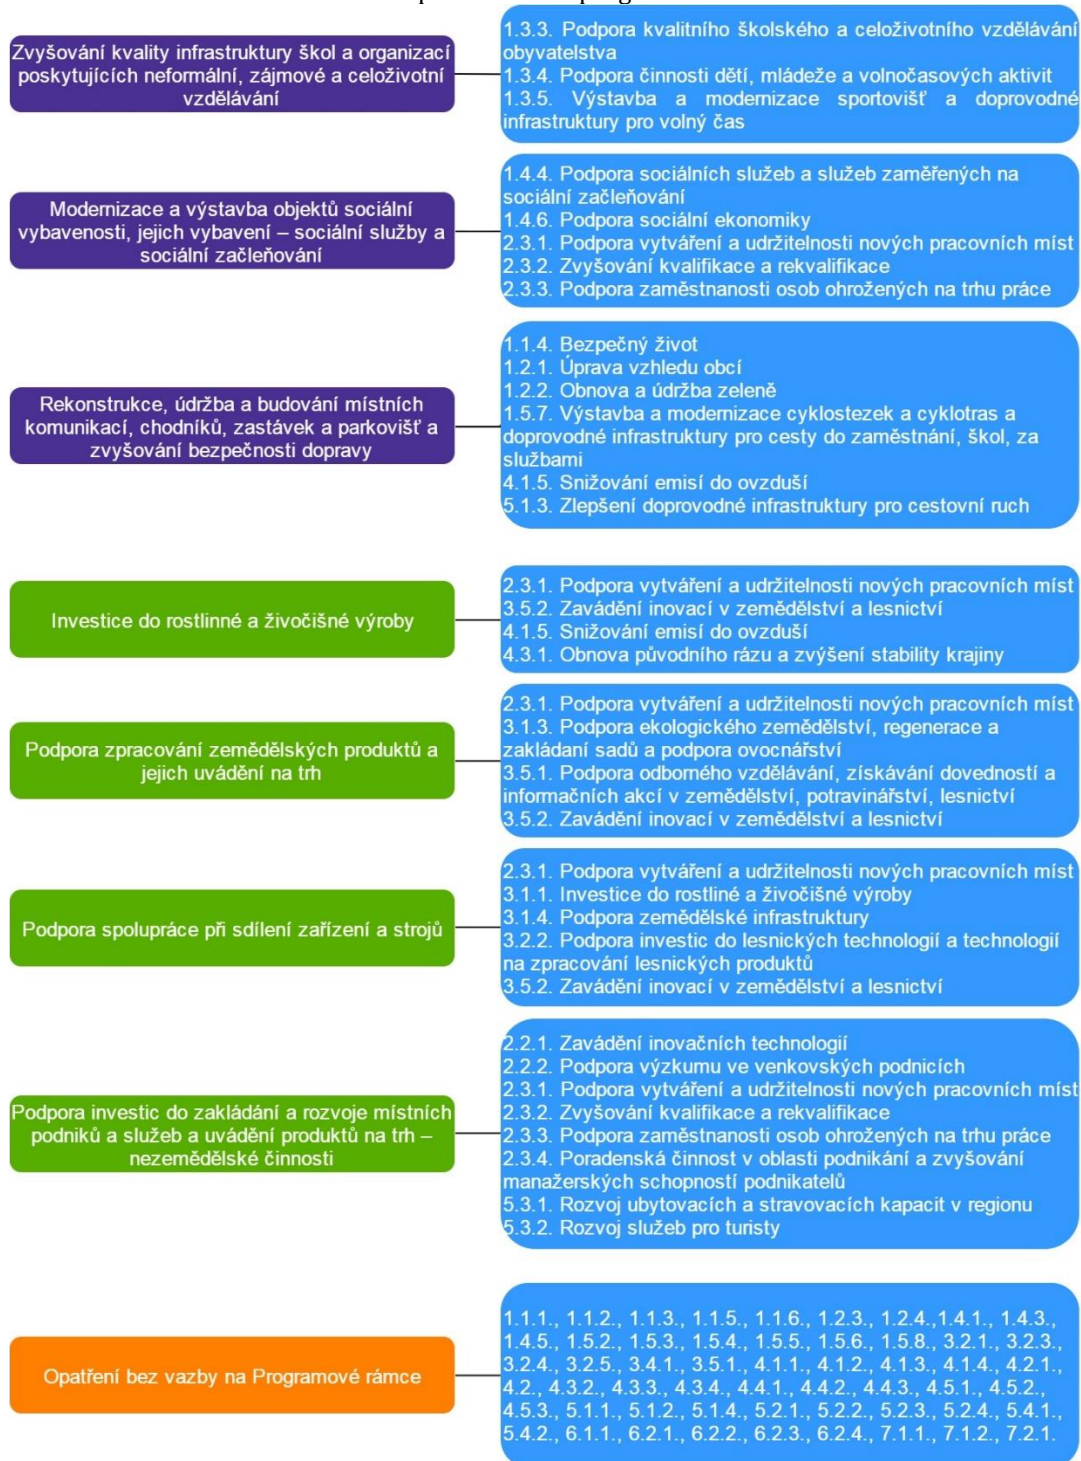 Zvyšování kvality infrastruktury škol a organizací
poskytujících neformální, zájmové a celoživotní
vzdělávání
1.3.3. Podpora kvalitního školského a celoživotního vzdělávání
obyvatelstva
1.3.4. Podpora činnosti dětí, mládeže a volnočasových aktivit
1.3.5. Výstavba a modernizace sportovišť a doprovodné
infrastruktury pro volný čas
Modernizace a výstavba objektů sociální
vybavenosti, jejich vybavení – sociální služby a
sociální začleňování
1.4.4. Podpora sociálních služeb a služeb zaměřených na
sociální začleňování
1.4.6. Podpora sociální ekonomiky
2.3.1. Podpora vytváření a udržitelnosti nových pracovních míst
2.3.2. Zvyšování kvalifikace a rekvalifikace
2.3.3. Podpora zaměstnanosti osob ohrožených na trhu práce
Rekonstrukce, údržba a budování místních
komunikací, chodníků, zastávek a parkovišť a
zvyšování bezpečnosti dopravy
1.1.4. Bezpečný život
1.2.1. Úprava vzhledu obcí
1.2.2. Obnova a údržba zeleně
1.5.7. Výstavba a modernizace cyklostezek a cyklotras a
doprovodné infrastruktury pro cesty do zaměstnání, škol, za
službami
4.1.5. Snižování emisí do ovzduší
5.1.3. Zlepšení doprovodné infrastruktury pro cestovní ruch
Investice do rostlinné a živočišné výroby
2.3.1. Podpora vytváření a udržitelnosti nových pracovních míst
3.5.2. Zavádění inovací v zemědělství a lesnictví
4.1.5. Snižování emisí do ovzduší
4.3.1. Obnova původního rázu a zvýšení stability krajiny
Podpora zpracování zemědělských produktů a
jejich uvádění na trh
2.3.1. Podpora vytváření a udržitelnosti nových pracovních míst
3.1.3. Podpora ekologického zemědělství, regenerace a
zakládaní sadů a podpora ovocnářství
3.5.1. Podpora odborného vzdělávání, získávání dovedností a
informačních akcí v zemědělství, potravinářství, lesnictví
3.5.2. Zavádění inovací v zemědělství a lesnictví
Podpora spolupráce při sdílení zařízení a strojů
2.3.1. Podpora vytváření a udržitelnosti nových pracovních míst
3.1.1. Investice do rostliné a živočišné výroby
3.1.4. Podpora zemědělské infrastruktury
3.2.2. Podpora investic do lesnických technologií a technologií
na zpracování lesnických produktů
3.5.2. Zavádění inovací v zemědělství a lesnictví
Podpora investic do zakládání a rozvoje místních
podniků a služeb a uvádění produktů na trh –
nezemědělské činnosti
2.2.1. Zavádění inovačních technologií
2.2.2. Podpora výzkumu ve venkovských podnicích
2.3.1. Podpora vytváření a udržitelnosti nových pracovních míst
2.3.2. Zvyšování kvalifikace a rekvalifikace
2.3.3. Podpora zaměstnanosti osob ohrožených na trhu práce
2.3.4. Poradenská činnost v oblasti podnikání a zvyšování
manažerských schopností podnikatelů
5.3.1. Rozvoj ubytovacích a stravovacích kapacit v regionu
5.3.2. Rozvoj služeb pro turisty
Opatření bez vazby na Programové rámce
1.1.1., 1.1.2., 1.1.3., 1.1.5., 1.1.6., 1.2.3., 1.2.4.,1.4.1., 1.4.3.,
1.4.5., 1.5.2., 1.5.3., 1.5.4., 1.5.5., 1.5.6., 1.5.8., 3.2.1., 3.2.3.,
3.2.4., 3.2.5., 3.4.1., 3.5.1., 4.1.1., 4.1.2., 4.1.3., 4.1.4., 4.2.1.,
4.2., 4.3.2., 4.3.3., 4.3.4., 4.4.1., 4.4.2., 4.4.3., 4.5.1., 4.5.2.,
4.5.3., 5.1.1., 5.1.2., 5.1.4., 5.2.1., 5.2.2., 5.2.3., 5.2.4., 5.4.1.,
5.4.2., 6.1.1., 6.2.1., 6.2.2., 6.2.3., 6.2.4., 7.1.1., 7.1.2., 7.2.1.